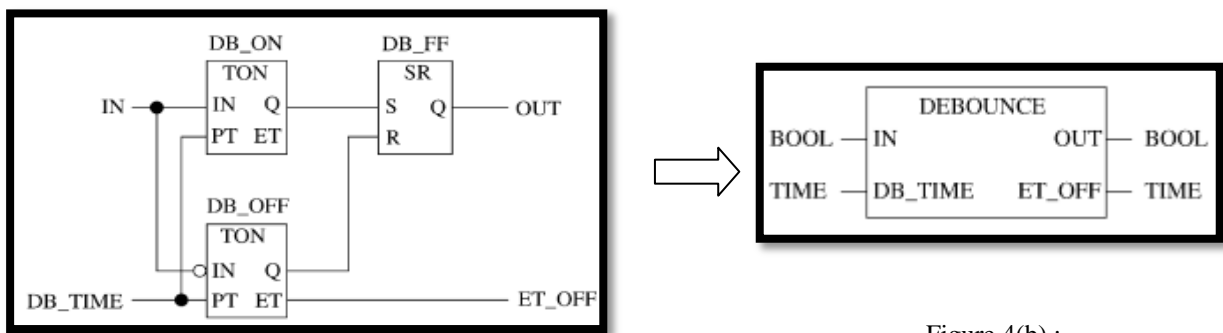 DB_ON DB_FF
TON SR
IN IN Q S Q OUT
PT ET R
DB_OFF
TON
IN Q
DB_TIME PT ET ET_OFF
DEBOUNCE
BOOL IN OUT BOOL
TIME DB_TIME ET_OFF TIME
Figure 4(b) :